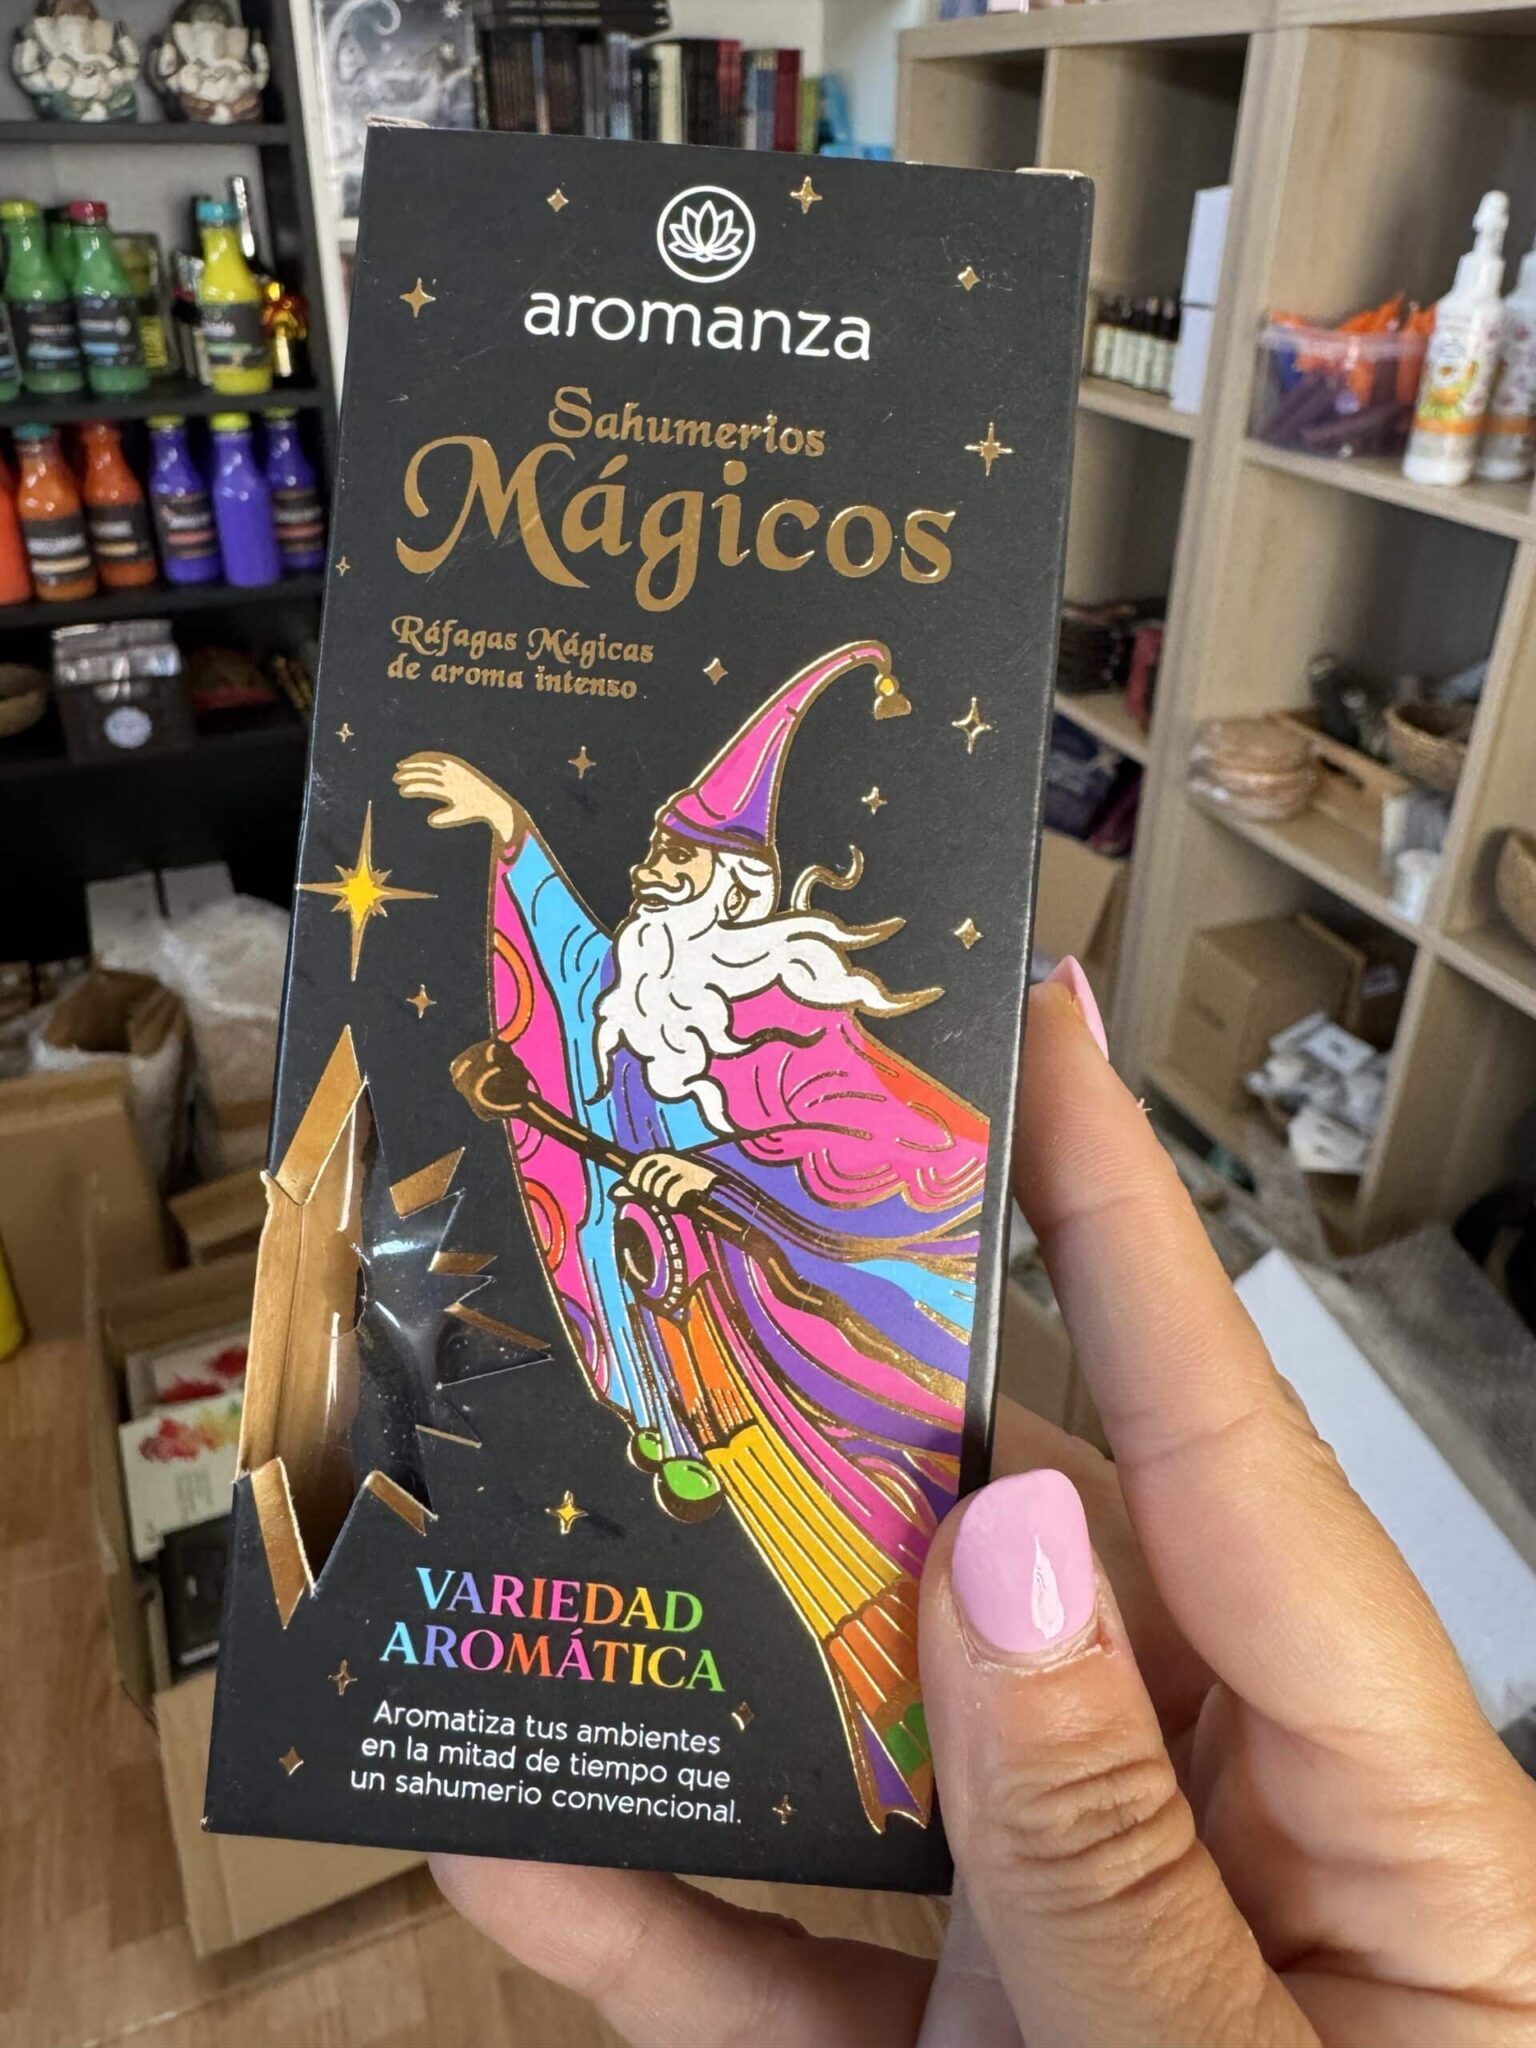 aromanza
Sahumerios
Mágicos
Ráfagas Mágicas
de aroma intenso
VARIEDAD
AROMÁTICA
Aromatiza tus ambientes
en la mitad de tiempo que
un sahumerio convencional.